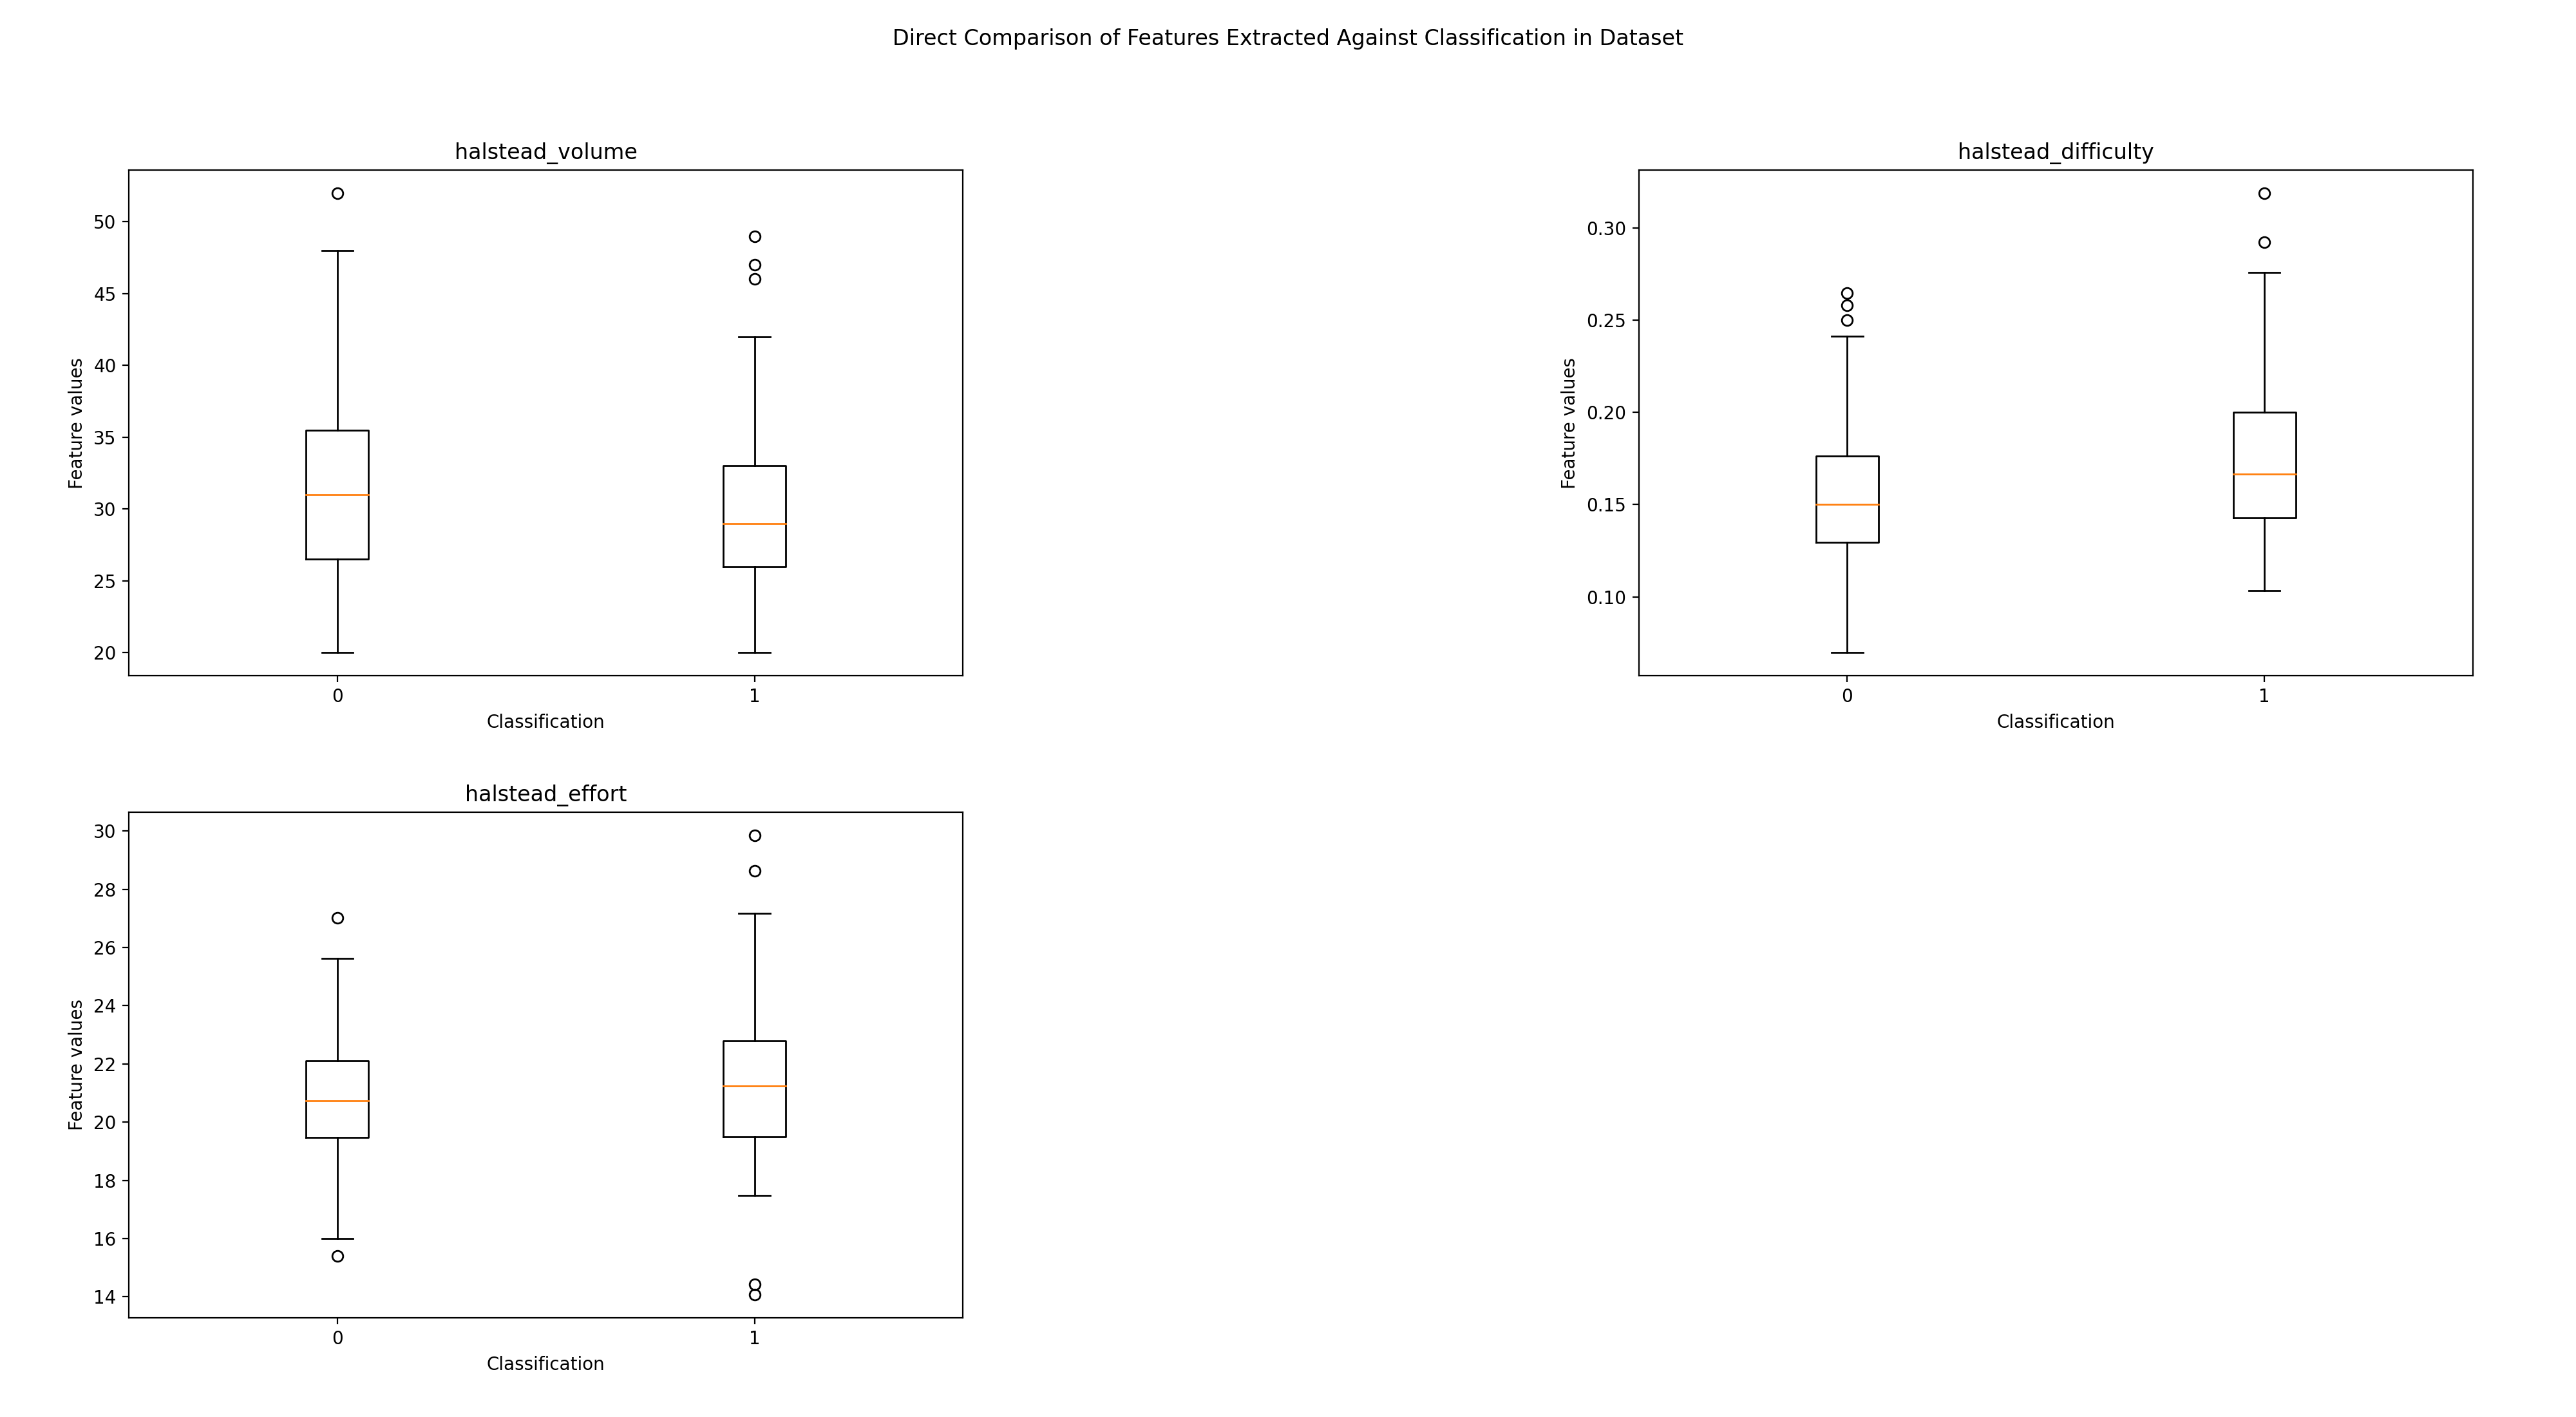 Direct Comparison of Features Extracted Against Classification in Dataset
halstead_volume
50
45
40
35
30
25
20
Feature values
0 1
Classification
halstead_difficulty
0.30
0.25
0.20
0.15
0.10
Feature values
0 1
Classification
halstead_effort
30
28
26
24
22
20
18
16
14
Feature values
0 1
Classification